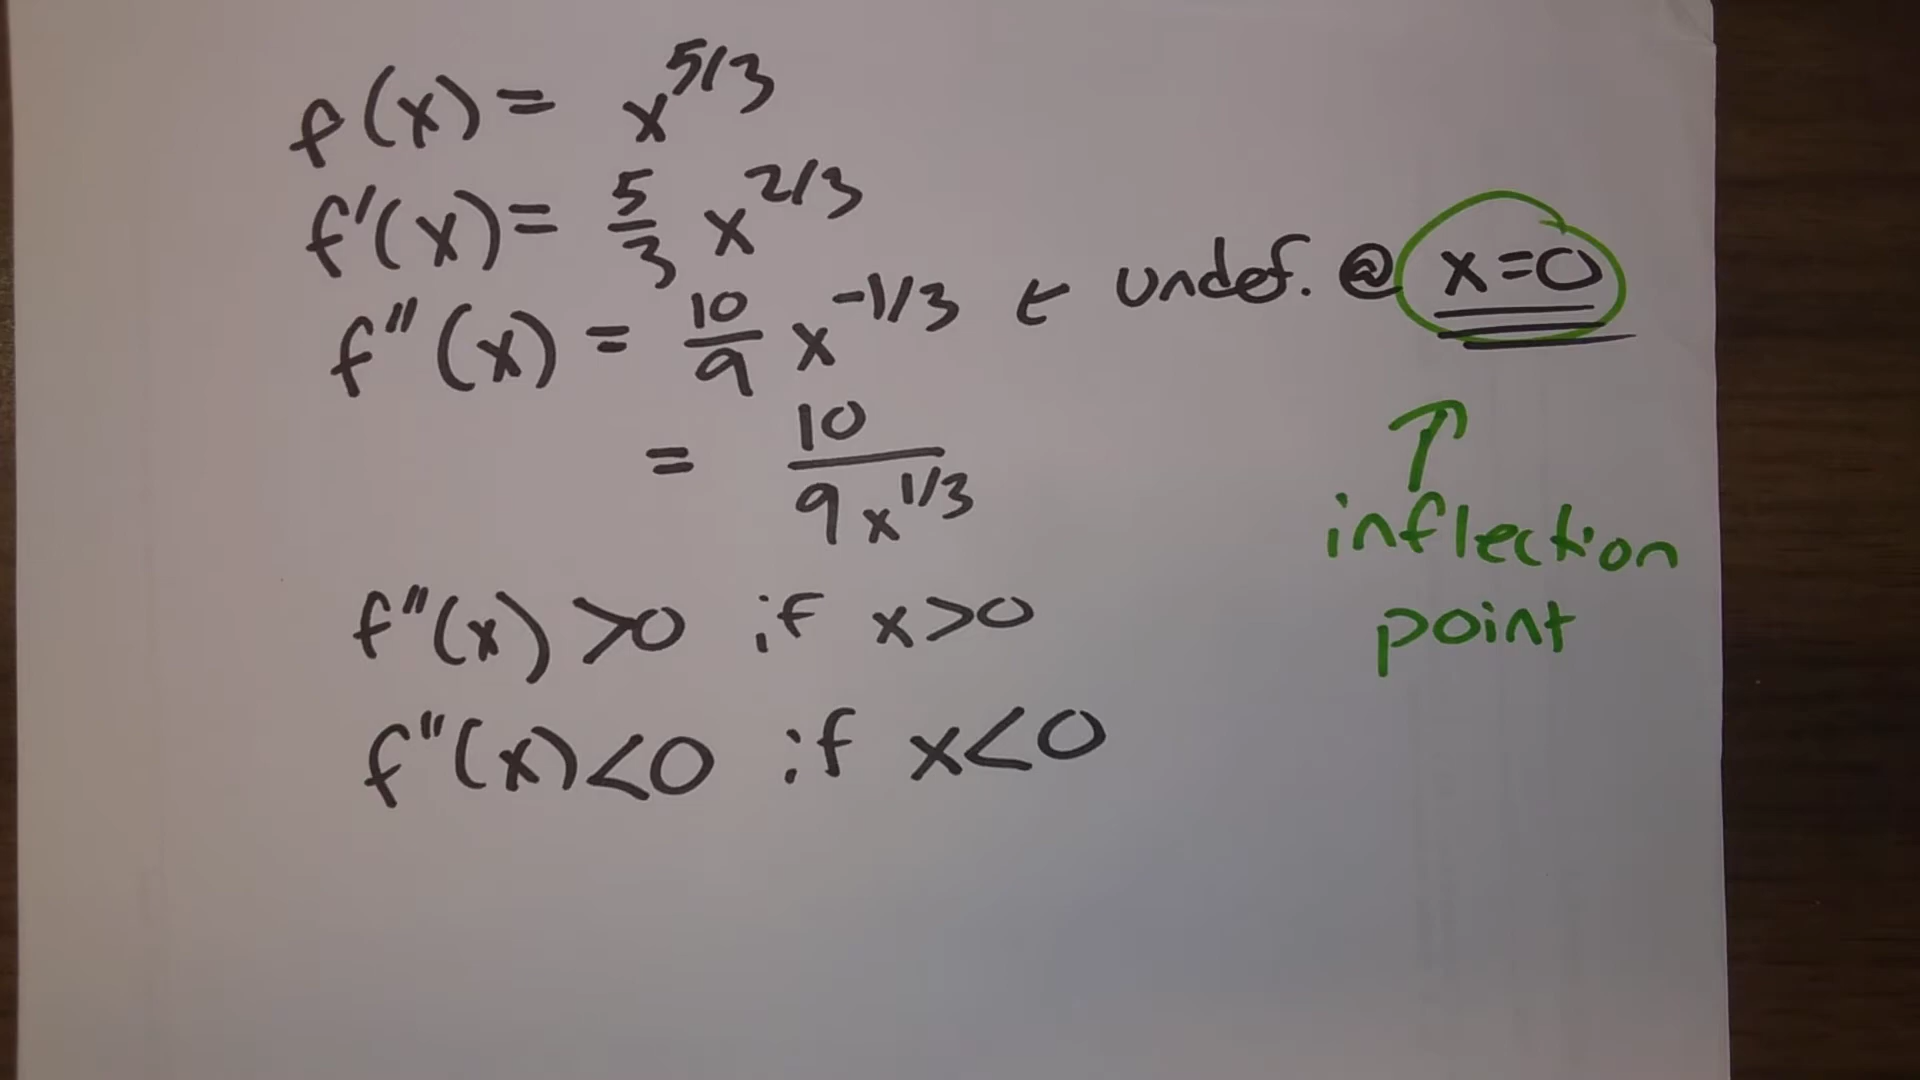 f(x) = x^5/3
f'(x) = 5/3 x^2/3
f''(x) = 10/9 x^-1/3 ← undef. @ x=0
= 10/9x^1/3
↑
inflection
point
f''(x) >0 if x>0
f''(x) <0 if x<0